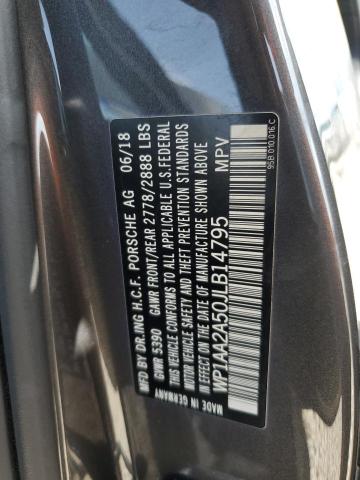 MFD BY DR.ING H.C.F. PORSCHE AG 06/18
GVWR 5390 GAWR FRONT/REAR 2778/2888 LBS
THIS VEHICLE CONFORMS TO ALL APPLICABLE U.S.FEDERAL
MOTOR VEHICLE SAFETY AND THEFT PREVENTION STANDARDS
IN EFFECT ON THE DATE OF MANUFACTURE SHOWN ABOVE
WP1AA2A50JLB14795 MPV
MADE IN GERMANY
95B.010.016.C